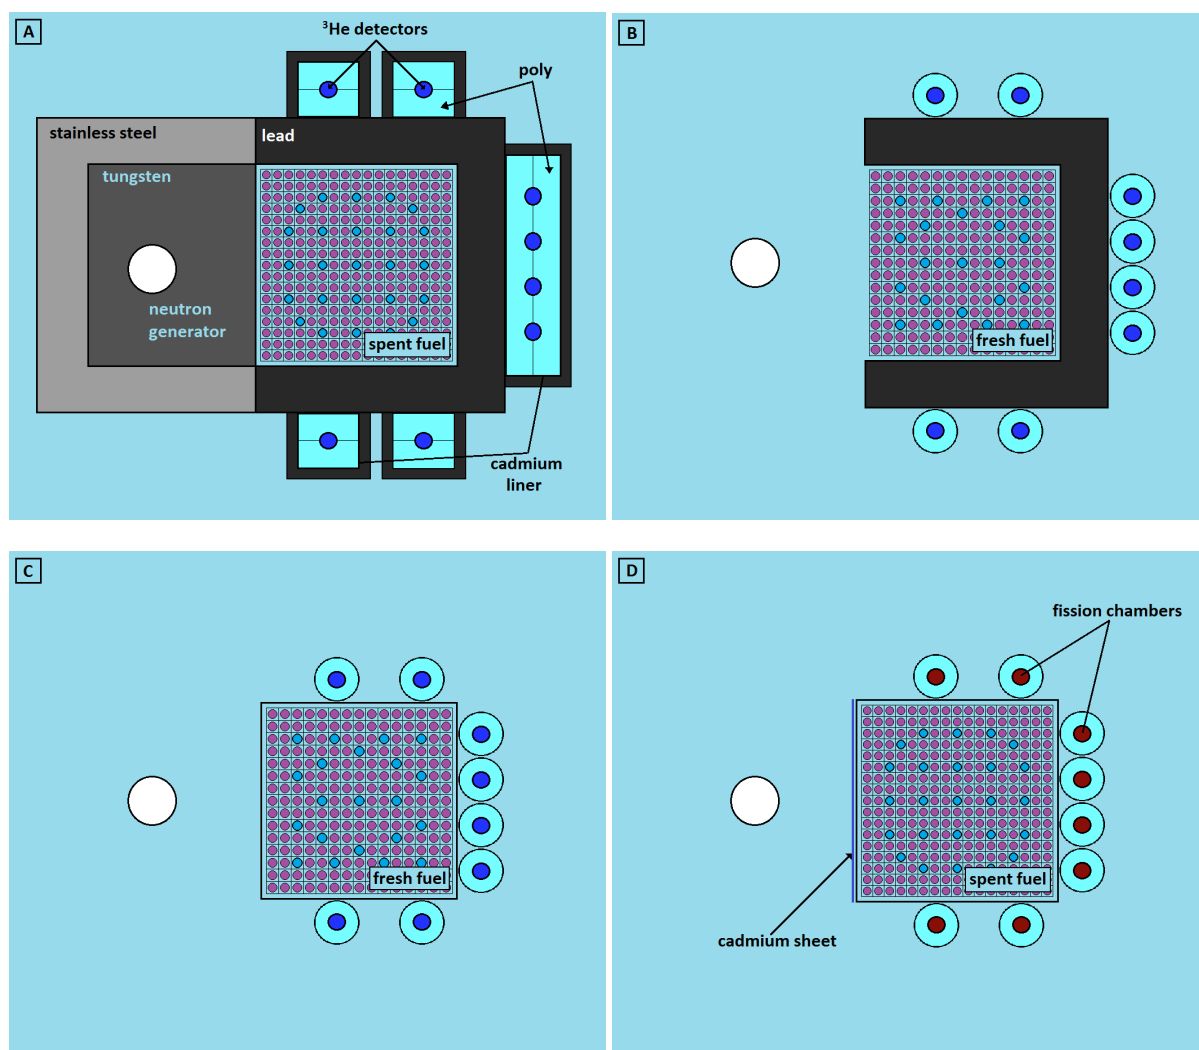 A
³He detectors
poly
stainless steel
lead
tungsten
neutron
generator
spent fuel
cadmium
liner
B
fresh fuel
C
fresh fuel
D
fission chambers
spent fuel
cadmium sheet